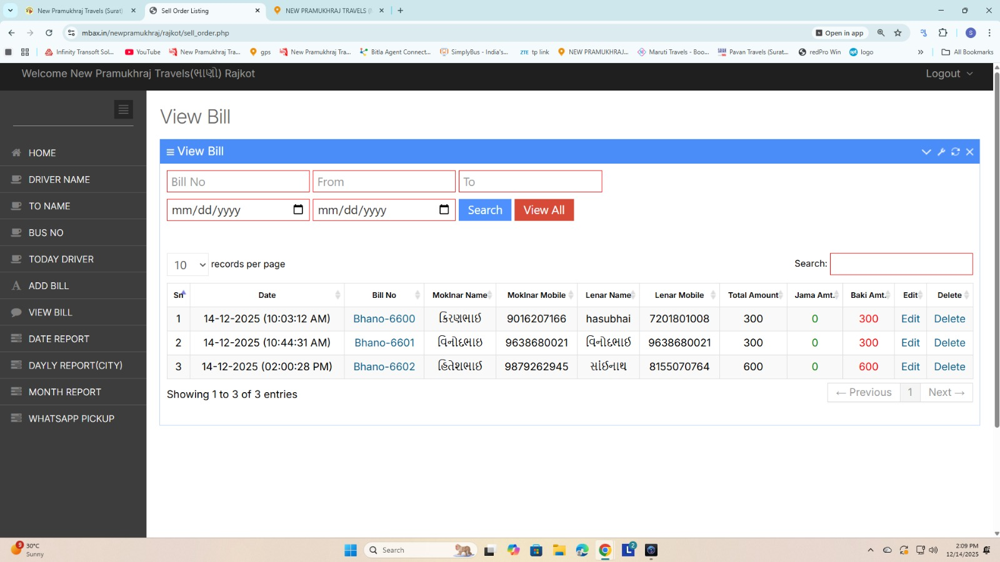 New Pramukhraj Travels (Surat)
Sell Order Listing
NEW PRAMUKHRAJ TRAVELS (
mbax.in/newpramukhraj/rajkot/sell_order.php
Open in app
S
Infinity Transoft Sol...
YouTube
New Pramukhraj Tra...
gps
New Pramukhraj Tra...
Bitla Agent Connect...
SimplyBus - India's...
ZTE tp link
NEW PRAMUKHRAJ...
Maruti Travels - Boo...
Pavan Travels (Surat...
redPro Win
logo
All Bookmarks
Welcome New Pramukhraj Travels(ભાણો) Rajkot
Logout
HOME
DRIVER NAME
TO NAME
BUS NO
TODAY DRIVER
ADD BILL
VIEW BILL
DATE REPORT
DAYLY REPORT(CITY)
MONTH REPORT
WHATSAPP PICKUP
View Bill
View Bill
Bill No From To
mm/dd/yyyy mm/dd/yyyy Search View All
10 records per page Search:
Sn Date Bill No Moklnar Name Moklnar Mobile Lenar Name Lenar Mobile Total Amount Jama Amt. Baki Amt. Edit Delete
1 14-12-2025 (10:03:12 AM) Bhano-6600 કિરણભાઈ 9016207166 hasubhai 7201801008 300 0 300 Edit Delete
2 14-12-2025 (10:44:31 AM) Bhano-6601 વિનોદભાઇ 9638680021 વિનોદભાઈ 9638680021 300 0 300 Edit Delete
3 14-12-2025 (02:00:28 PM) Bhano-6602 હિતેશભાઈ 9879262945 સાંઈનાથ 8155070764 600 0 600 Edit Delete
Showing 1 to 3 of 3 entries
← Previous 1 Next →
9
30°C
Sunny
Search
L 2
2:09 PM
12/14/2025